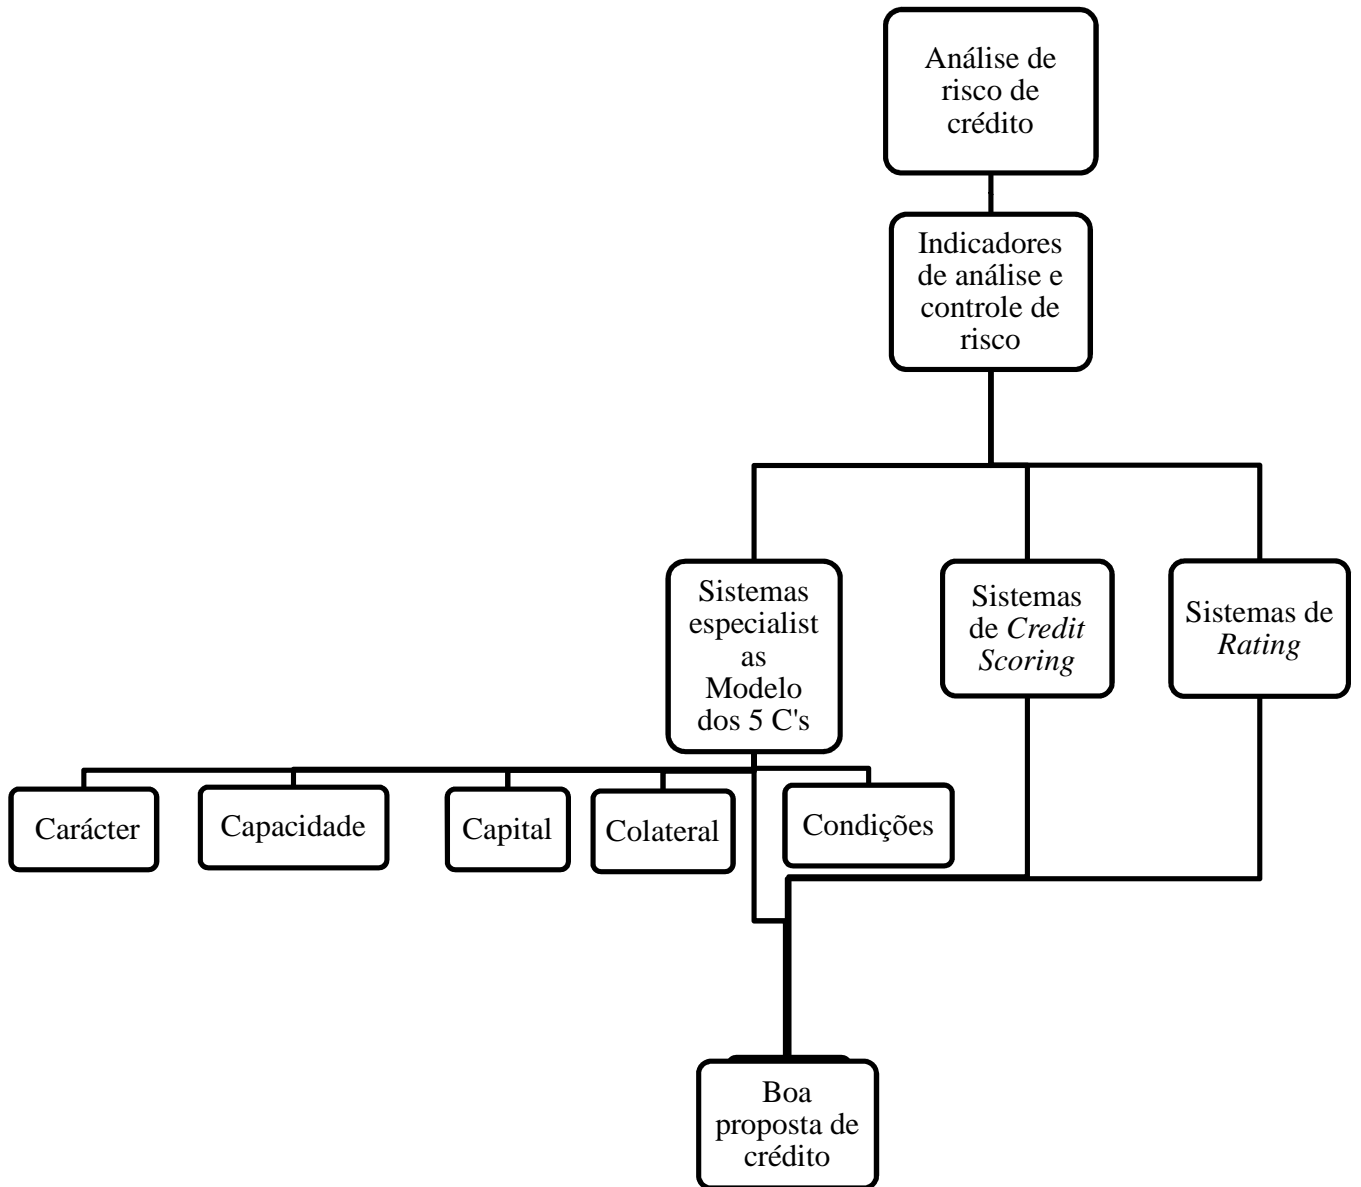 Análise de
risco de
crédito
Indicadores
de análise e
controle de
risco
Sistemas
especialist
as
Modelo
dos 5 C's
Sistemas
de Credit
Scoring
Sistemas de
Rating
Carácter
Capacidade
Capital
Colateral
Condições
Boa
proposta de
crédito